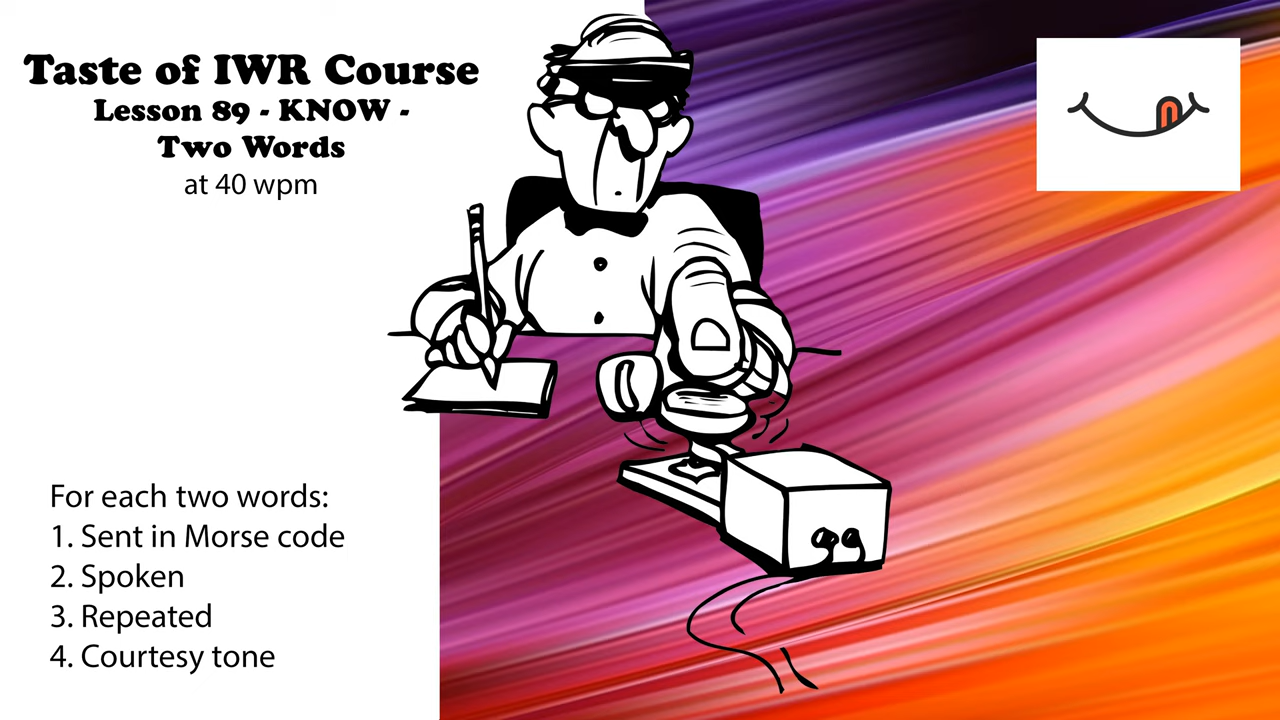 Taste of IWR Course
Lesson 89 - KNOW -
Two Words
at 40 wpm
For each two words:
1. Sent in Morse code
2. Spoken
3. Repeated
4. Courtesy tone